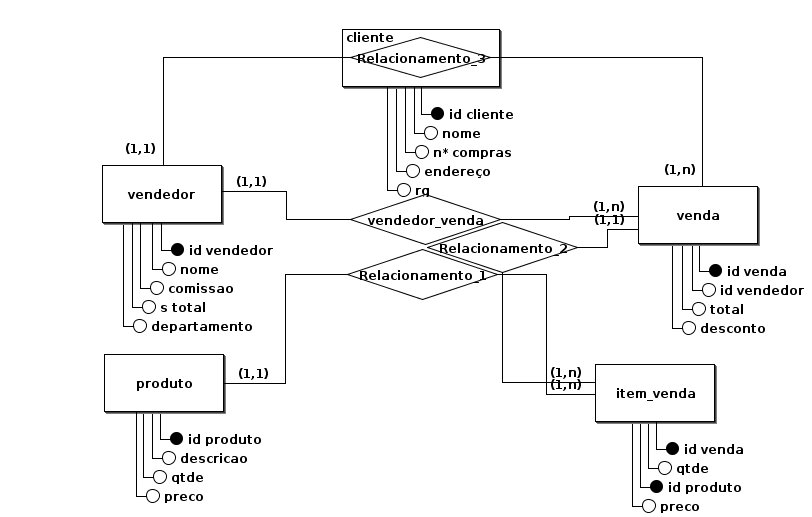 cliente
Relacionamento_3
id cliente
nome
n* compras
endereço
rg
(1,1)
(1,n)
vendedor
(1,1)
vendedor_venda
(1,n)
(1,1)
venda
Relacionamento_2
Relacionamento_1
id vendedor
nome
comissao
s total
departamento
id venda
id vendedor
total
desconto
produto
(1,1)
(1,n)
(1,n)
item_venda
id produto
descricao
qtde
preco
id venda
qtde
id produto
preco